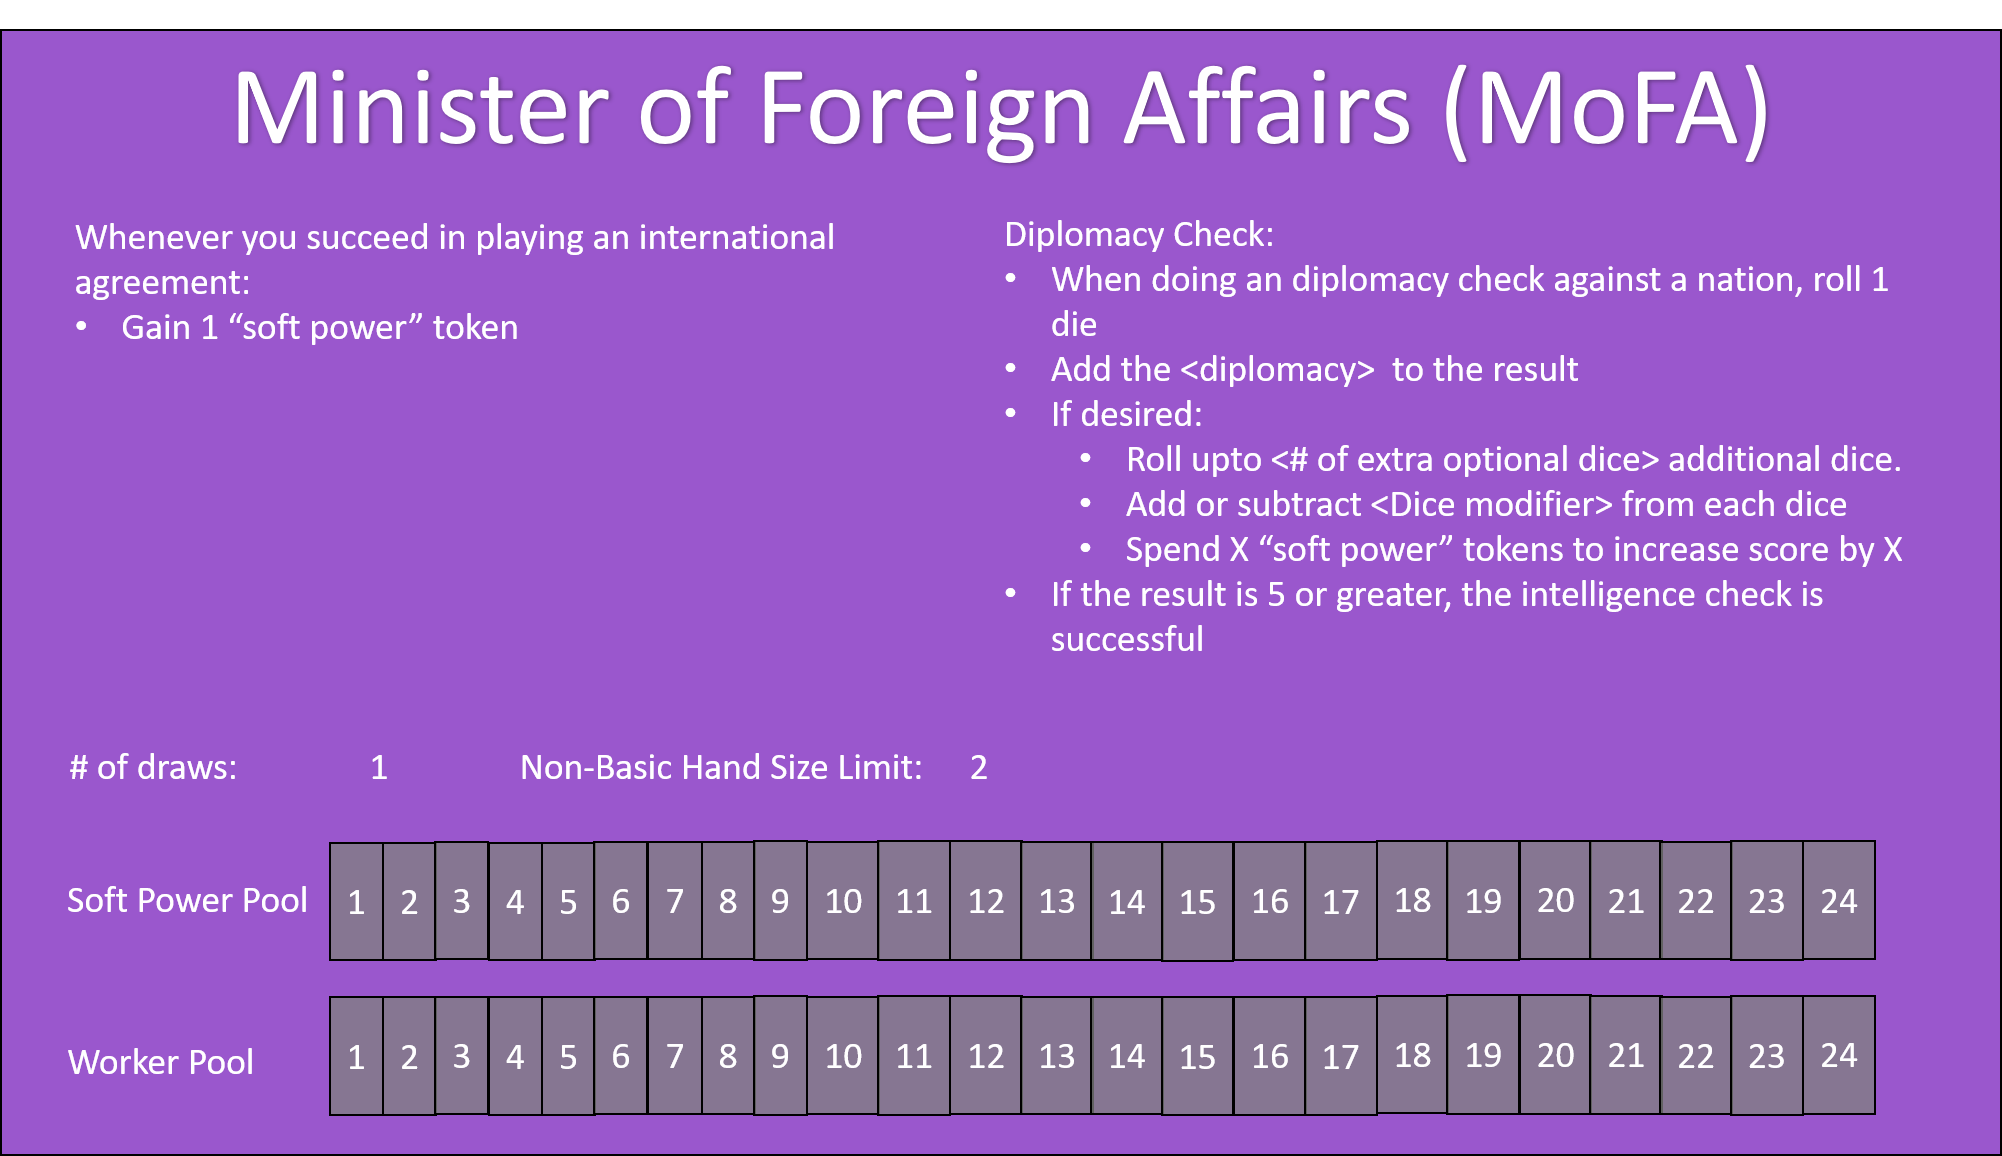 Minister of Foreign Affairs (MoFA)
Whenever you succeed in playing an international
agreement:
• Gain 1 “soft power” token
Diplomacy Check:
• When doing an diplomacy check against a nation, roll 1
die
• Add the <diplomacy>  to the result
• If desired:
• Roll upto <# of extra optional dice> additional dice.
• Add or subtract <Dice modifier> from each dice
• Spend X “soft power” tokens to increase score by X
• If the result is 5 or greater, the intelligence check is
successful
# of draws: 1 Non-Basic Hand Size Limit: 2
Soft Power Pool 1 2 3 4 5 6 7 8 9 10 11 12 13 14 15 16 17 18 19 20 21 22 23 24
Worker Pool 1 2 3 4 5 6 7 8 9 10 11 12 13 14 15 16 17 18 19 20 21 22 23 24